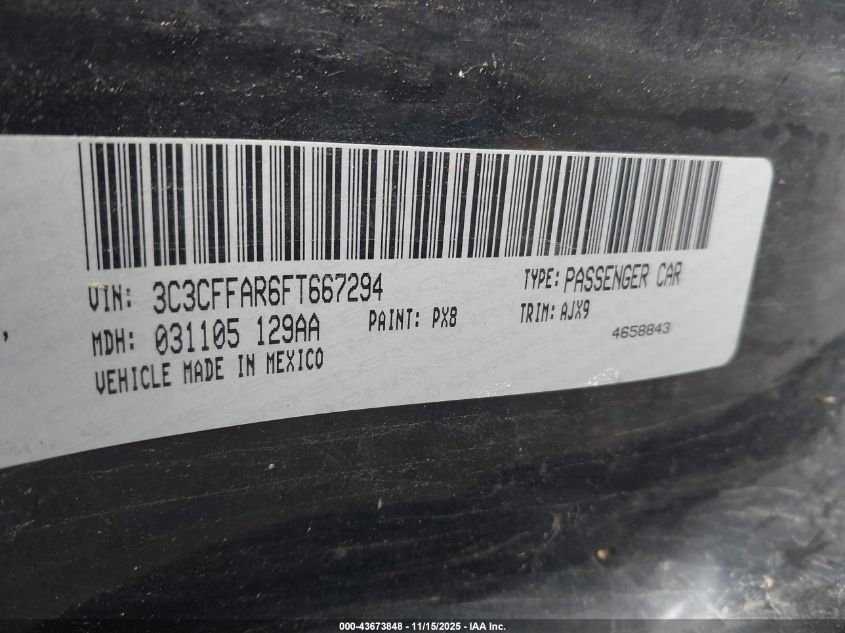 VIN: 3C3CFFAR6FT667294 TYPE: PASSENGER CAR
MDH: 031105 129AA PAINT: PX8 TRIM: AJX9
VEHICLE MADE IN MEXICO 4658843
000-43673848 - 11/15/2025 - IAA Inc.